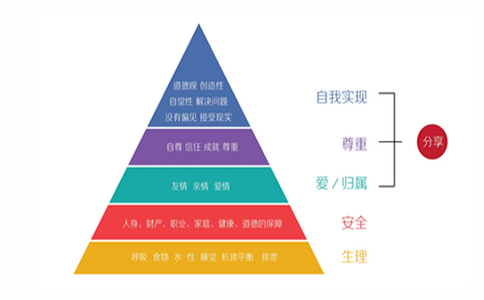 道德观 创造性
自觉性 解决问题
没有偏见 接受现实
自我实现
自尊 信任 成就 尊重
尊重
分享
友情 亲情 爱情
爱/归属
人身、财产、职业、家庭、健康、道德的保障
安全
呼吸 食物 水 性 睡觉 机体平衡 排泄
生理